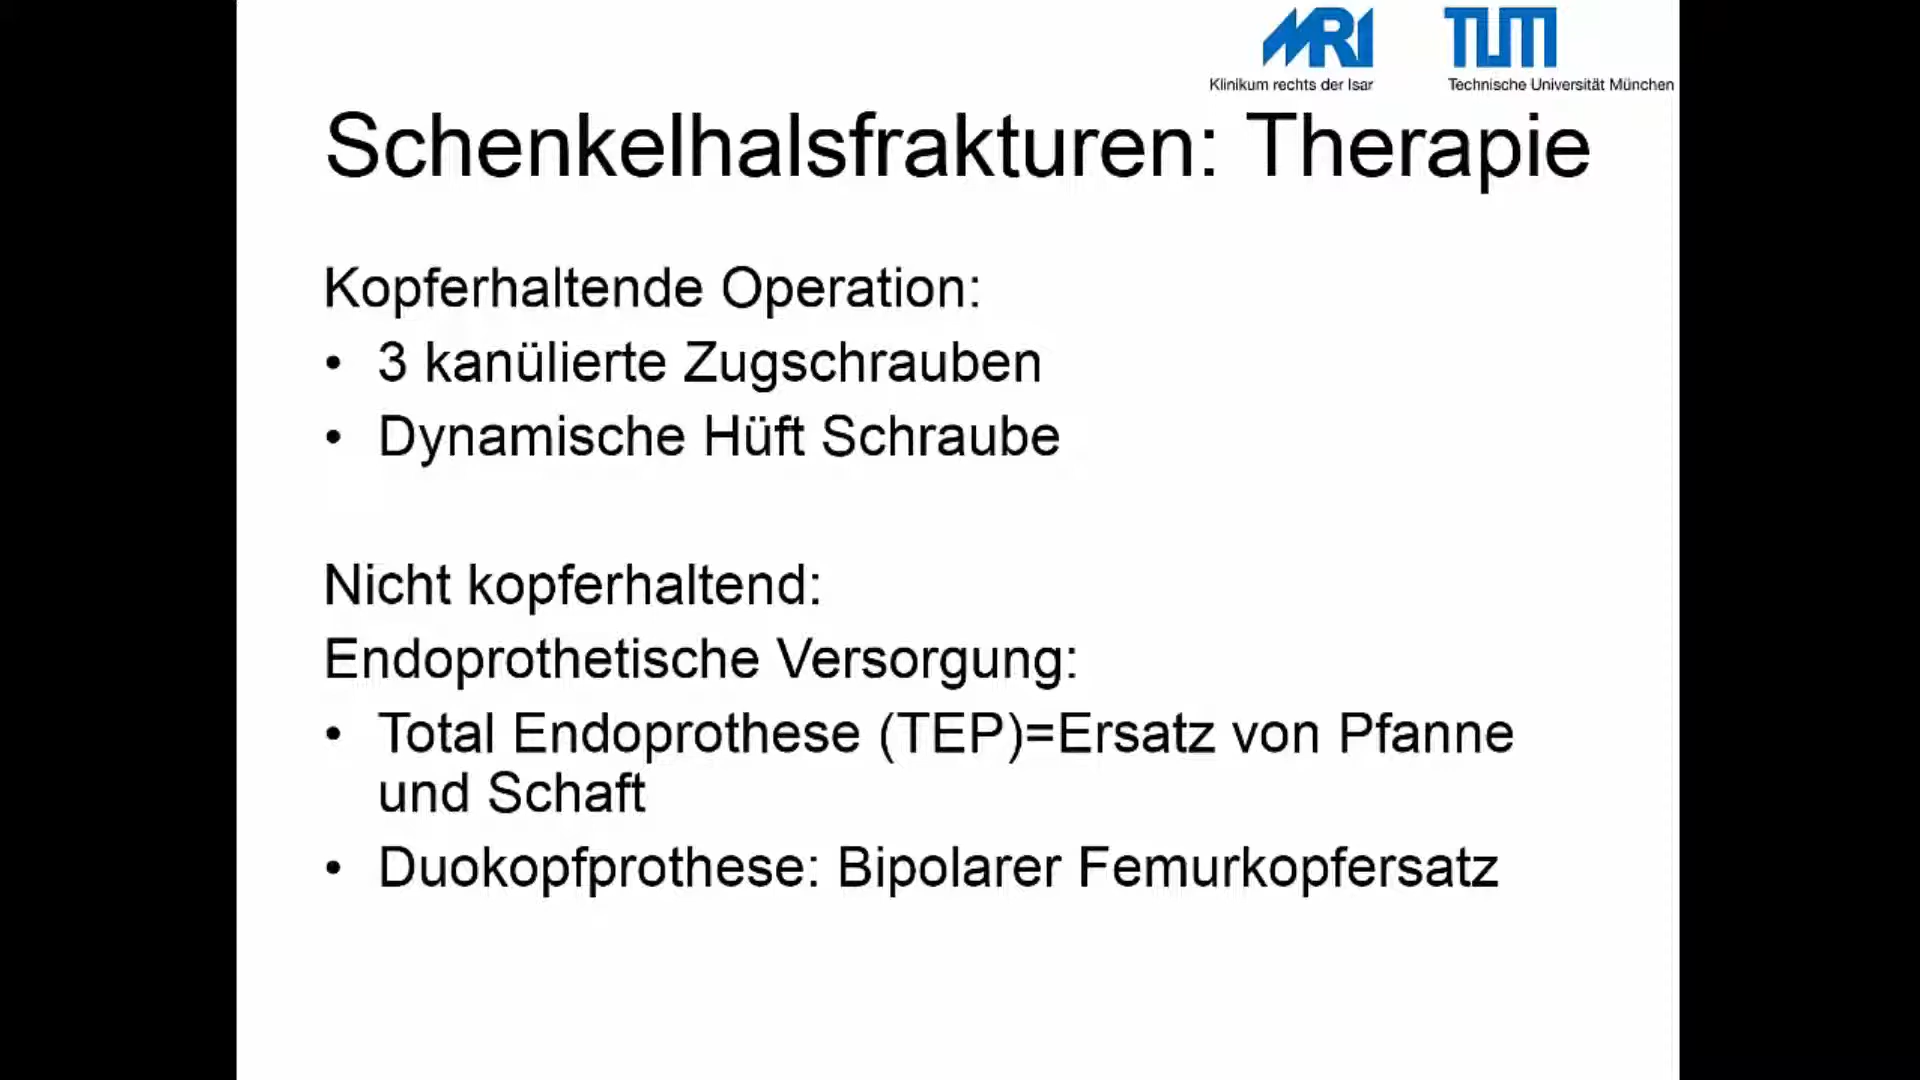 MRI
TUM
Klinikum rechts der Isar
Technische Universität München
Schenkelhalsfrakturen: Therapie
Kopferhaltende Operation:
• 3 kanülierte Zugschrauben
• Dynamische Hüft Schraube
Nicht kopferhaltend:
Endoprothetische Versorgung:
• Total Endoprothese (TEP)=Ersatz von Pfanne
und Schaft
• Duokopfprothese: Bipolarer Femurkopfersatz